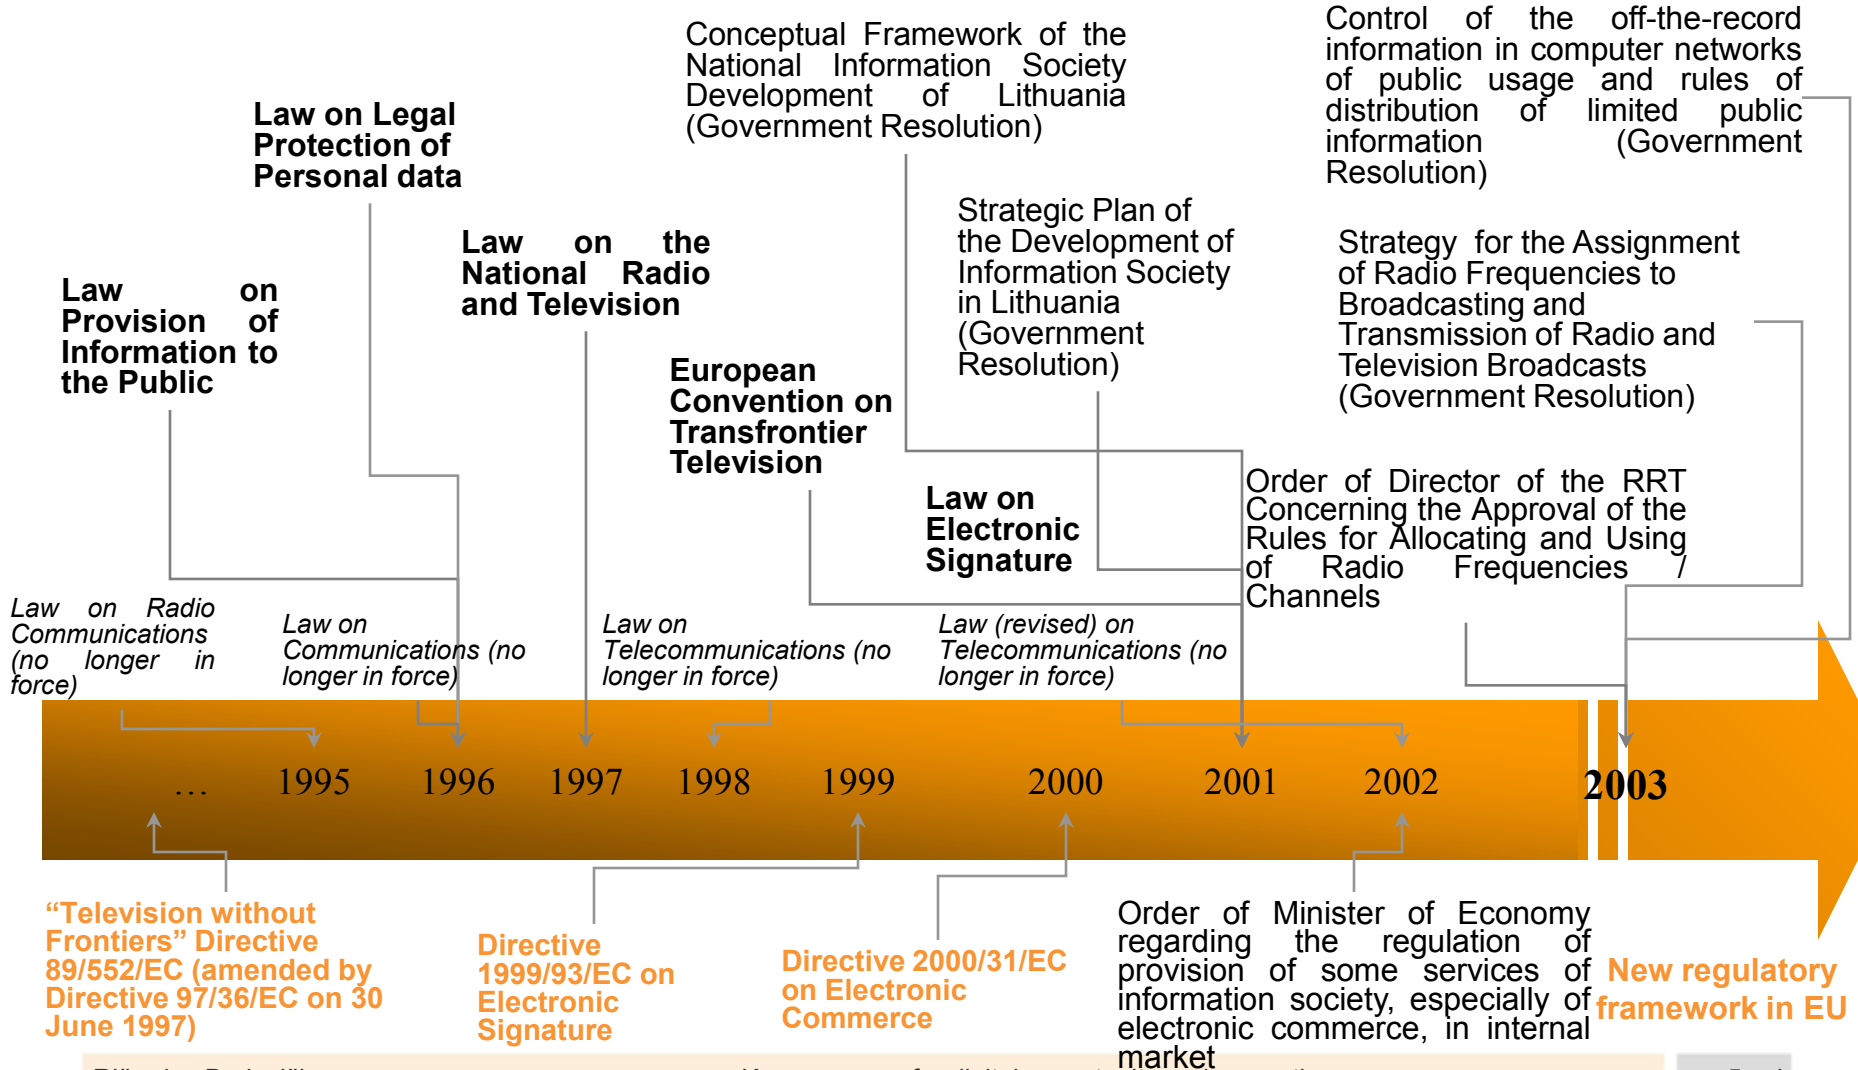 Conceptual Framework of the
National Information Society
Development of Lithuania
(Government Resolution)
Control of the off-the-record
information in computer networks
of public usage and rules of
distribution of limited public
information (Government
Resolution)
Law on Legal
Protection of
Personal data
Strategic Plan of
the Development of
Information Society
in Lithuania
(Government
Resolution)
Law on the
National Radio
and Television
Strategy for the Assignment
of Radio Frequencies to
Broadcasting and
Transmission of Radio and
Television Broadcasts
(Government Resolution)
Law on
Provision of
Information to
the Public
European
Convention on
Transfrontier
Television
Law on
Electronic
Signature
Order of Director of the RRT
Concerning the Approval of the
Rules for Allocating and Using
of Radio Frequencies /
Channels
Law on Radio
Communications
(no longer in
force)
Law on
Communications (no
longer in force)
Law on
Telecommunications (no
longer in force)
Law (revised) on
Telecommunications (no
longer in force)
… 1995 1996 1997 1998 1999 2000 2001 2002 2003
“Television without
Frontiers” Directive
89/552/EC (amended by
Directive 97/36/EC on 30
June 1997)
Directive
1999/93/EC on
Electronic
Signature
Directive 2000/31/EC
on Electronic
Commerce
Order of Minister of Economy
regarding the regulation of
provision of some services of
information society, especially of
electronic commerce, in internal
market
New regulatory
framework in EU